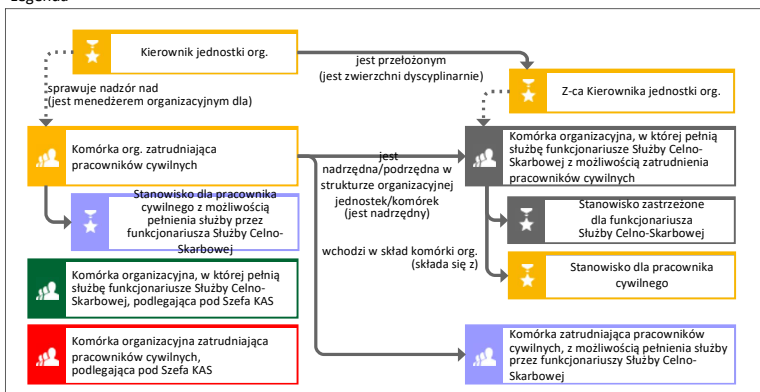 Legenda
Kierownik jednostki org.
jest przełożonym
(jest zwierzchni dyscyplinarnie)
sprawuje nadzór nad
(jest menedżerem organizacyjnym dla)
Z-ca Kierownika jednostki org.
Komórka org. zatrudniająca
pracowników cywilnych
jest
nadrzędna/podrzędna w
strukturze organizacyjnej
jednostek/komórek
(jest nadrzędny)
Komórka organizacyjna, w której pełnią
służbę funkcjonariusze Służby Celno-
Skarbowej z możliwością zatrudnienia
pracowników cywilnych
Stanowisko dla pracownika
cywilnego z możliwością
pełnienia służby przez
funkcjonariusza Służby Celno-
Skarbowej
Stanowisko zastrzeżone
dla funkcjonariusza
Służby Celno-Skarbowej
wchodzi w skład komórki org.
(składa się z)
Stanowisko dla pracownika
cywilnego
Komórka organizacyjna, w której pełnią
służbę funkcjonariusze Służby Celno-
Skarbowej, podlegająca pod Szefa KAS
Komórka organizacyjna zatrudniająca
pracowników cywilnych,
podlegająca pod Szefa KAS
Komórka zatrudniająca pracowników
cywilnych, z możliwością pełnienia służby
przez funkcjonariuszy Służby Celno-
Skarbowej